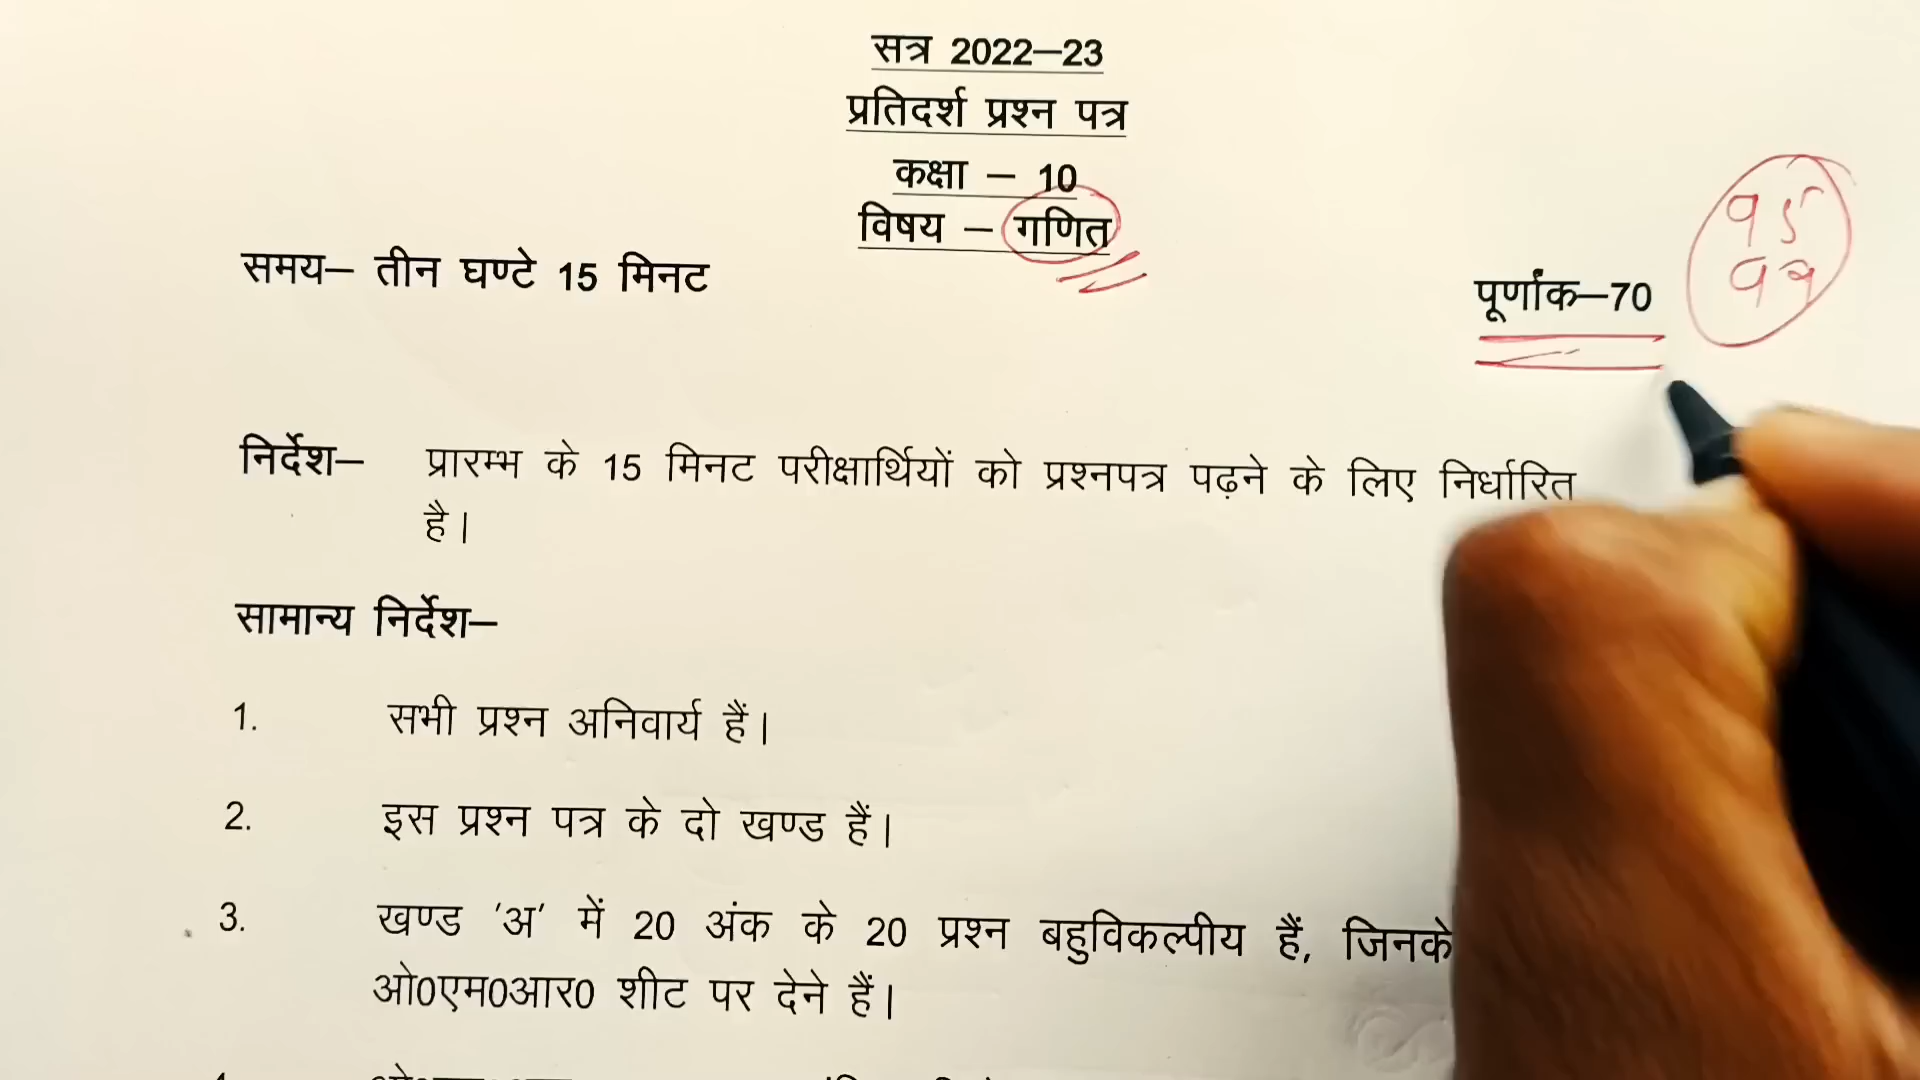 सत्र 2022–23
प्रतिदर्श प्रश्न पत्र
कक्षा – 10
विषय – गणित
समय– तीन घण्टे 15 मिनट
पूर्णांक–70
निर्देश– प्रारम्भ के 15 मिनट परीक्षार्थियों को प्रश्नपत्र पढ़ने के लिए निर्धारित
है।
सामान्य निर्देश–
1. सभी प्रश्न अनिवार्य हैं।
2. इस प्रश्न पत्र के दो खण्ड हैं।
3. खण्ड 'अ' में 20 अंक के 20 प्रश्न बहुविकल्पीय हैं, जिनके
ओ0एम0आर0 शीट पर देने हैं।